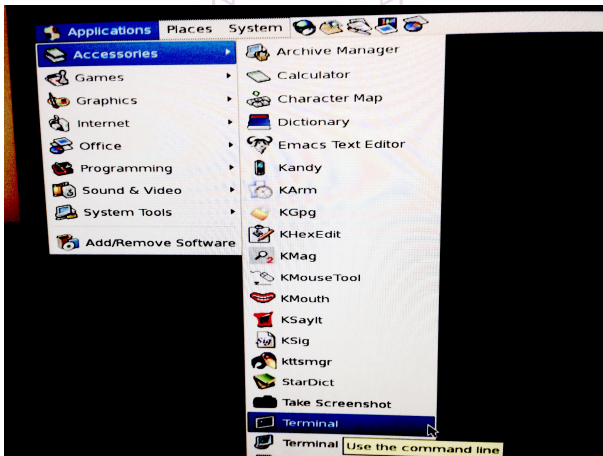 Applications Places System
Accessories
Games
Graphics
Internet
Office
Programming
Sound & Video
System Tools
Add/Remove Software
Archive Manager
Calculator
Character Map
Dictionary
Emacs Text Editor
Kandy
KArm
KGpg
KHexEdit
KMag
KMouseTool
KMouth
KSayIt
KSig
kttsmgr
StarDict
Take Screenshot
Terminal
Terminal
Use the command line